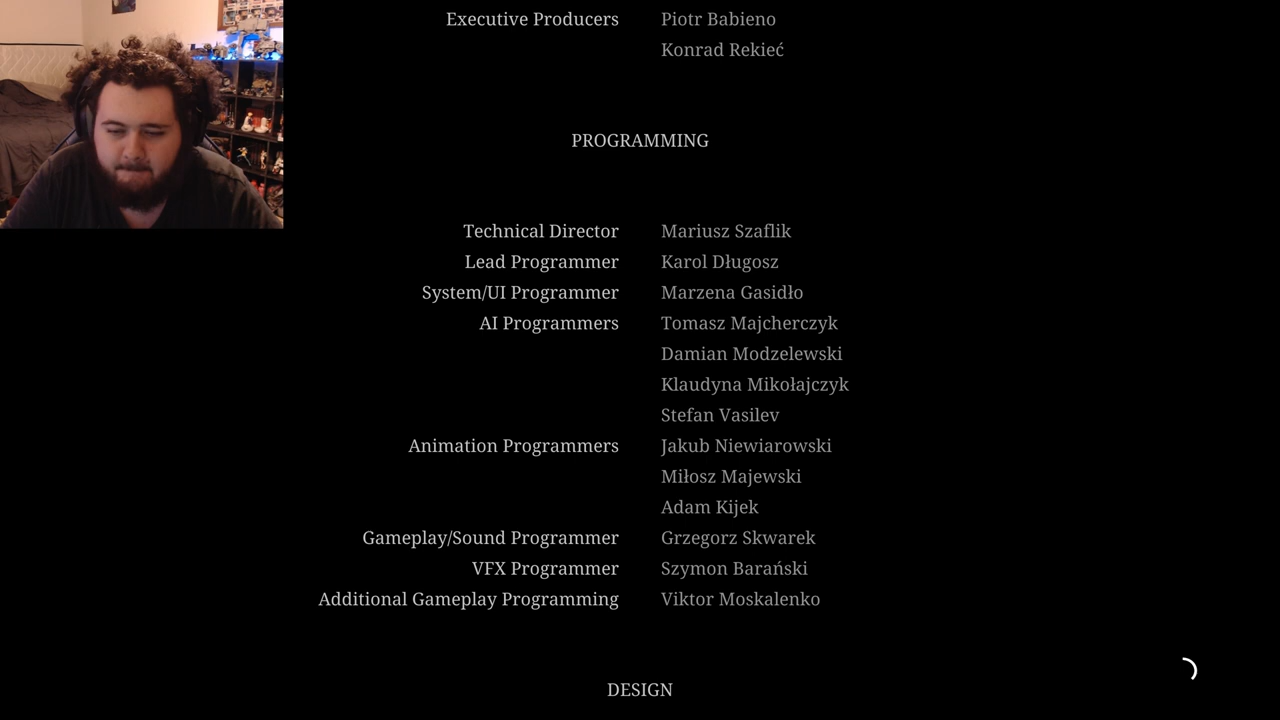 Executive Producers Piotr Babieno
Konrad Rekieć
PROGRAMMING
Technical Director Mariusz Szaflik
Lead Programmer Karol Długosz
System/UI Programmer Marzena Gasidło
AI Programmers Tomasz Majcherczyk
Damian Modzelewski
Klaudyna Mikołajczyk
Stefan Vasilev
Animation Programmers Jakub Niewiarowski
Miłosz Majewski
Adam Kijek
Gameplay/Sound Programmer Grzegorz Skwarek
VFX Programmer Szymon Barański
Additional Gameplay Programming Viktor Moskalenko
DESIGN